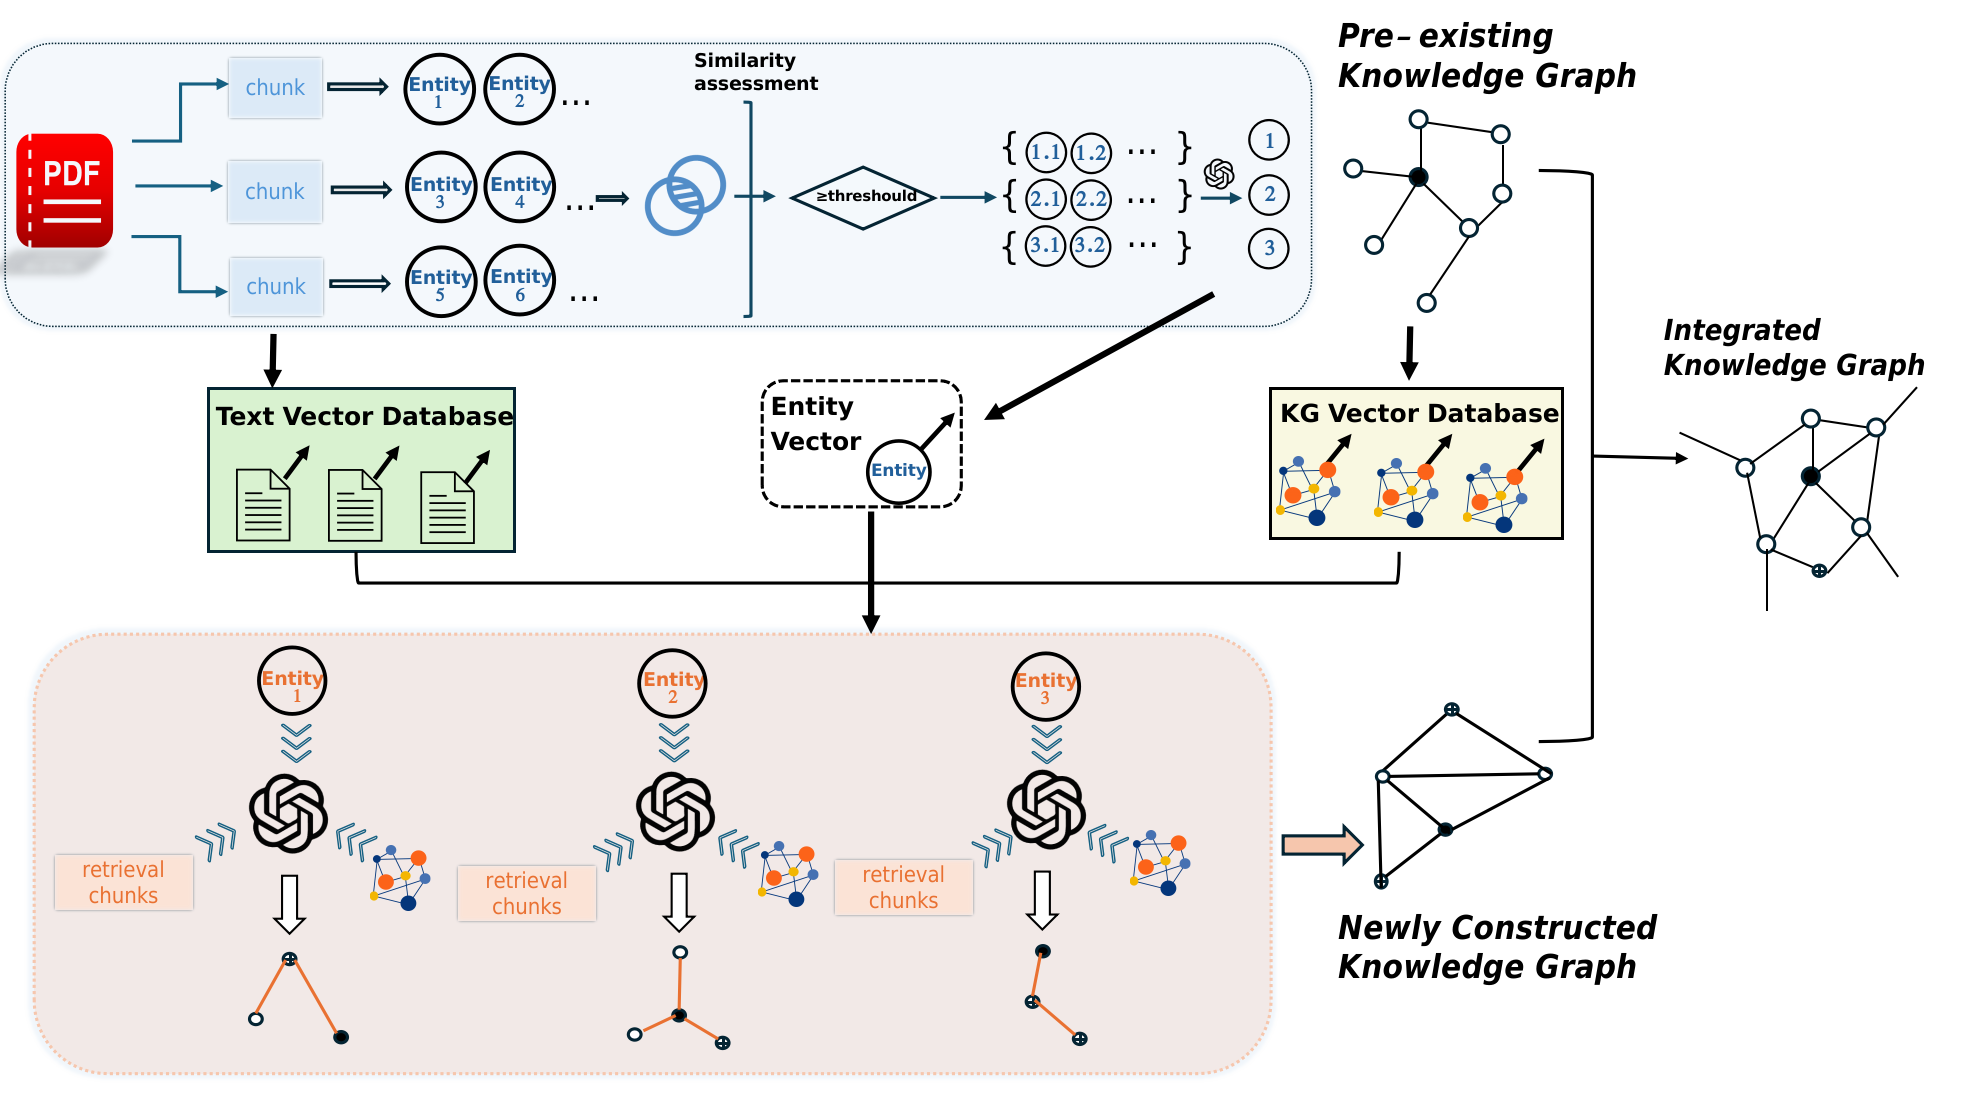 Pre- existing
Knowledge Graph
Similarity
assessment
PDF
chunk
Entity
1
Entity
2
...
chunk
Entity
3
Entity
4
...
chunk
Entity
5
Entity
6
...
≥threshould
{ 1.1 1.2 ... }
{ 2.1 2.2 ... }
{ 3.1 3.2 ... }
1
2
3
Integrated
Knowledge Graph
Text Vector Database
Entity
Vector
Entity
KG Vector Database
Entity
1
Entity
2
Entity
3
retrieval
chunks
retrieval
chunks
retrieval
chunks
Newly Constructed
Knowledge Graph